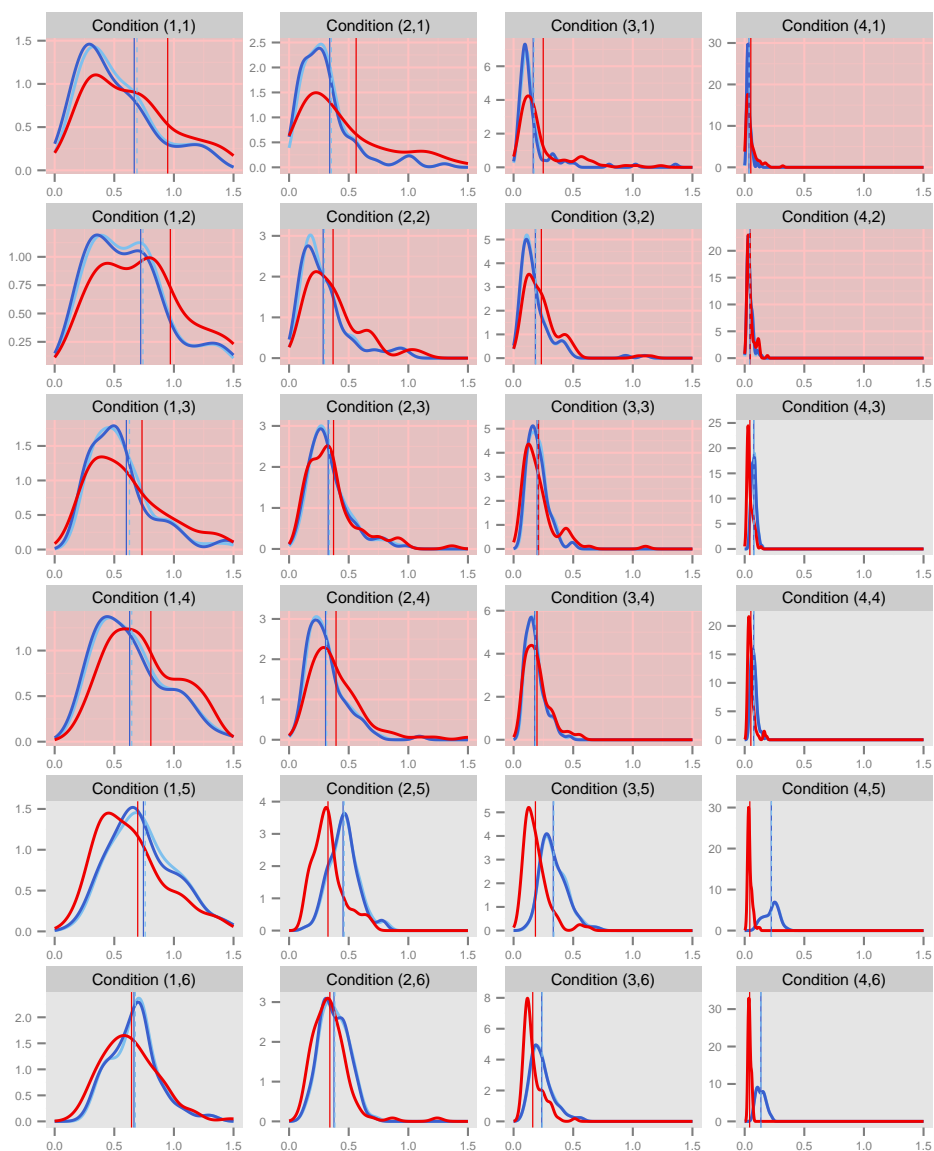 Condition (1,1) Condition (2,1) Condition (3,1) Condition (4,1)
1.5 1.0 0.5 0.0 2.5 2.0 1.5 1.0 0.5 0.0 6 4 2 0 30 20 10 0
0.0 0.5 1.0 1.5 0.0 0.5 1.0 1.5 0.0 0.5 1.0 1.5 0.0 0.5 1.0 1.5
Condition (1,2) Condition (2,2) Condition (3,2) Condition (4,2)
1.00 0.75 0.50 0.25 3 2 1 0 5 4 3 2 1 0 20 15 10 5 0
0.0 0.5 1.0 1.5 0.0 0.5 1.0 1.5 0.0 0.5 1.0 1.5 0.0 0.5 1.0 1.5
Condition (1,3) Condition (2,3) Condition (3,3) Condition (4,3)
1.5 1.0 0.5 0.0 3 2 1 0 5 4 3 2 1 0 25 20 15 10 5 0
0.0 0.5 1.0 1.5 0.0 0.5 1.0 1.5 0.0 0.5 1.0 1.5 0.0 0.5 1.0 1.5
Condition (1,4) Condition (2,4) Condition (3,4) Condition (4,4)
1.0 0.5 0.0 3 2 1 0 6 4 2 0 20 15 10 5 0
0.0 0.5 1.0 1.5 0.0 0.5 1.0 1.5 0.0 0.5 1.0 1.5 0.0 0.5 1.0 1.5
Condition (1,5) Condition (2,5) Condition (3,5) Condition (4,5)
1.5 1.0 0.5 0.0 4 3 2 1 0 5 4 3 2 1 0 30 20 10 0
0.0 0.5 1.0 1.5 0.0 0.5 1.0 1.5 0.0 0.5 1.0 1.5 0.0 0.5 1.0 1.5
Condition (1,6) Condition (2,6) Condition (3,6) Condition (4,6)
2.0 1.5 1.0 0.5 0.0 3 2 1 0 8 6 4 2 0 30 20 10 0
0.0 0.5 1.0 1.5 0.0 0.5 1.0 1.5 0.0 0.5 1.0 1.5 0.0 0.5 1.0 1.5